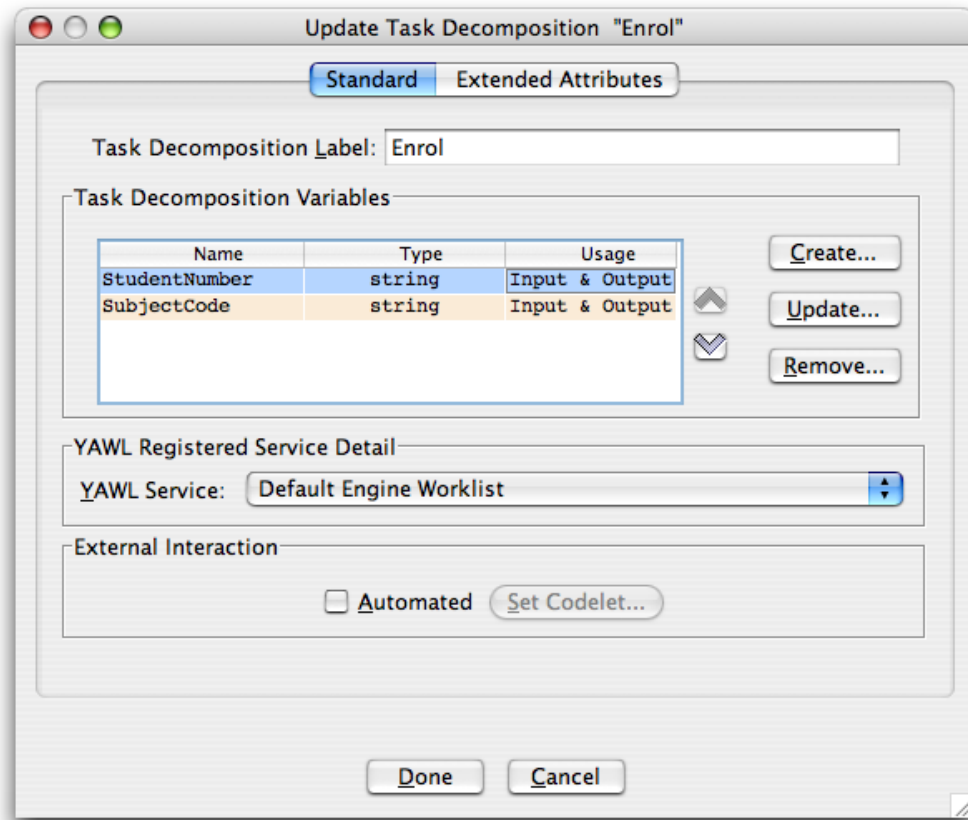 Update Task Decomposition "Enrol"
Standard Extended Attributes
Task Decomposition Label: Enrol
Task Decomposition Variables
Name Type Usage
StudentNumber string Input & Output
SubjectCode string Input & Output
Create...
Update...
Remove...
YAWL Registered Service Detail
YAWL Service: Default Engine Worklist
External Interaction
Automated Set Codelet...
Done Cancel